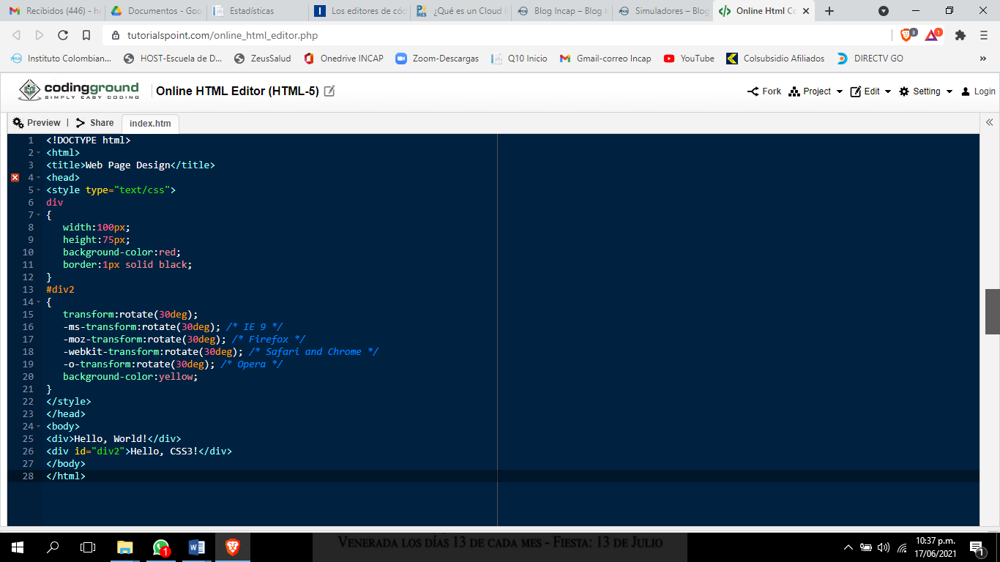 Recibidos (446) - he
Documentos - Goo
Estadísticas
Los editores de cód
¿Qué es un Cloud
Blog Incap – Blog I
Simuladores – Blog
Online Html Co
tutorialspoint.com/online_html_editor.php
3
1
Instituto Colombian...
HOST-Escuela de D...
ZeusSalud
Onedrive INCAP
Zoom-Descargas
Q10 Inicio
Gmail-correo Incap
YouTube
Colsubsidio Afiliados
DIRECTV GO
»
codingground
SIMPLY EASY CODING
Online HTML Editor (HTML-5)
Fork
Project
Edit
Setting
Login
Preview | Share
index.htm
1 <!DOCTYPE html>
2 <html>
3 <title>Web Page Design</title>
4 <head>
5 <style type="text/css">
6 div
7 {
8 width:100px;
9 height:75px;
10 background-color:red;
11 border:1px solid black;
12 }
13 #div2
14 {
15 transform:rotate(30deg);
16 -ms-transform:rotate(30deg); /* IE 9 */
17 -moz-transform:rotate(30deg); /* Firefox */
18 -webkit-transform:rotate(30deg); /* Safari and Chrome */
19 -o-transform:rotate(30deg); /* Opera */
20 background-color:yellow;
21 }
22 </style>
23 </head>
24 <body>
25 <div>Hello, World!</div>
26 <div id="div2">Hello, CSS3!</div>
27 </body>
28 </html>
1
Venerada los días 13 de cada mes - Fiesta: 13 de Julio
10:37 p.m.
17/06/2021
1